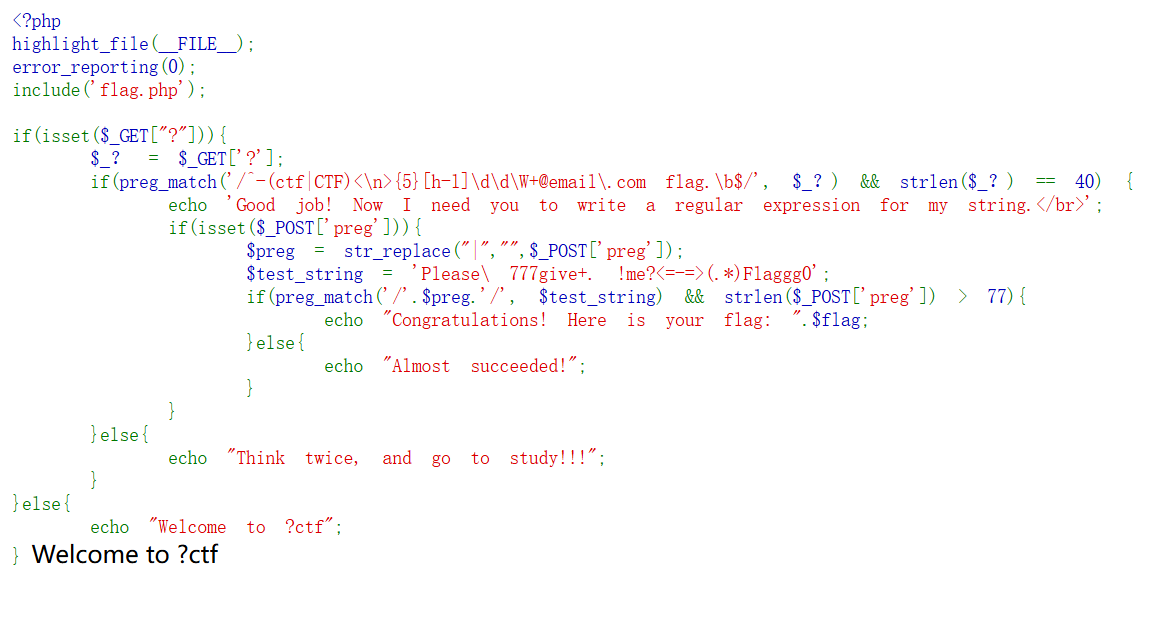 <?php
highlight_file(__FILE__);
error_reporting(0);
include('flag.php');
if(isset($_GET["?"])){
$_? = $_GET['?'];
if(preg_match('/^-(ctf|CTF)<\n>{5}[h-l]\d\d\W+@email\.com flag.\b$/', $_? ) && strlen($_? ) == 40) {
echo 'Good job! Now I need you to write a regular expression for my string.</br>';
if(isset($_POST['preg'])){
$preg = str_replace("|","",$_POST['preg']);
$test_string = 'Please\ 777give+. !me?<=-=>(.*)Flaggg0';
if(preg_match('/'.$preg.'/', $test_string) && strlen($_POST['preg']) > 77){
echo "Congratulations! Here is your flag: ".$flag;
}else{
echo "Almost succeeded!";
}
}
}else{
echo "Think twice, and go to study!!!";
}
}else{
echo "Welcome to ?ctf";
} Welcome to ?ctf